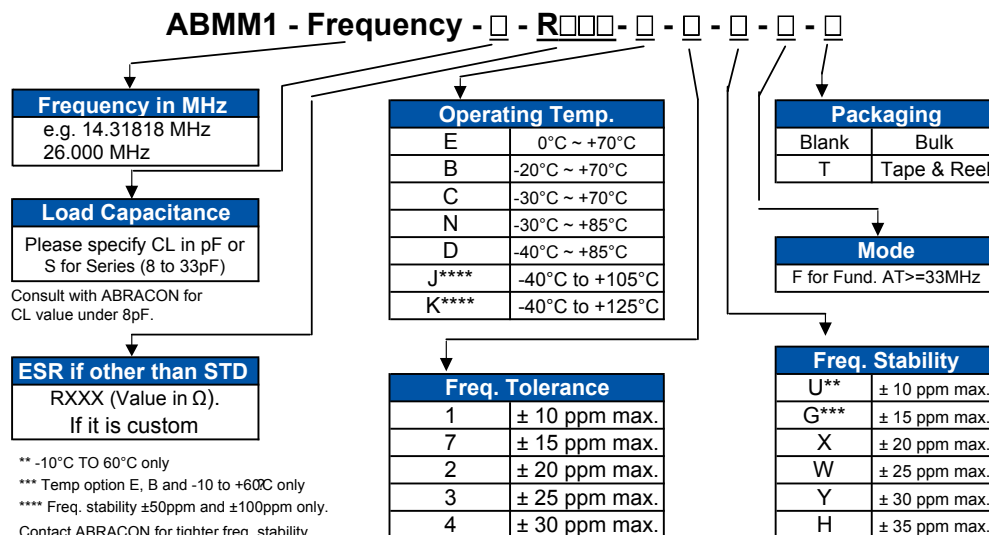 ABMM1 - Frequency - □ - R□□□ - □ - □ - □ - □ - □
Frequency in MHz
e.g. 14.31818 MHz
26.000 MHz
Load Capacitance
Please specify CL in pF or
S for Series (8 to 33pF)
Consult with ABRACON for
CL value under 8pF.
ESR if other than STD
RXXX (Value in Ω).
If it is custom
** -10°C TO 60°C only
*** Temp option E, B and -10 to +60?C only
**** Freq. stability ±50ppm and ±100ppm only.
Contact ABRACON for tighter freq. stability
Operating Temp.
E 0°C ~ +70°C
B -20°C ~ +70°C
C -30°C ~ +70°C
N -30°C ~ +85°C
D -40°C ~ +85°C
J**** -40°C to +105°C
K**** -40°C to +125°C
Freq. Tolerance
1 ± 10 ppm max.
7 ± 15 ppm max.
2 ± 20 ppm max.
3 ± 25 ppm max.
4 ± 30 ppm max.
Packaging
Blank Bulk
T Tape & Reel
Mode
F for Fund. AT>=33MHz
Freq. Stability
U** ± 10 ppm max.
G*** ± 15 ppm max.
X ± 20 ppm max.
W ± 25 ppm max.
Y ± 30 ppm max.
H ± 35 ppm max.